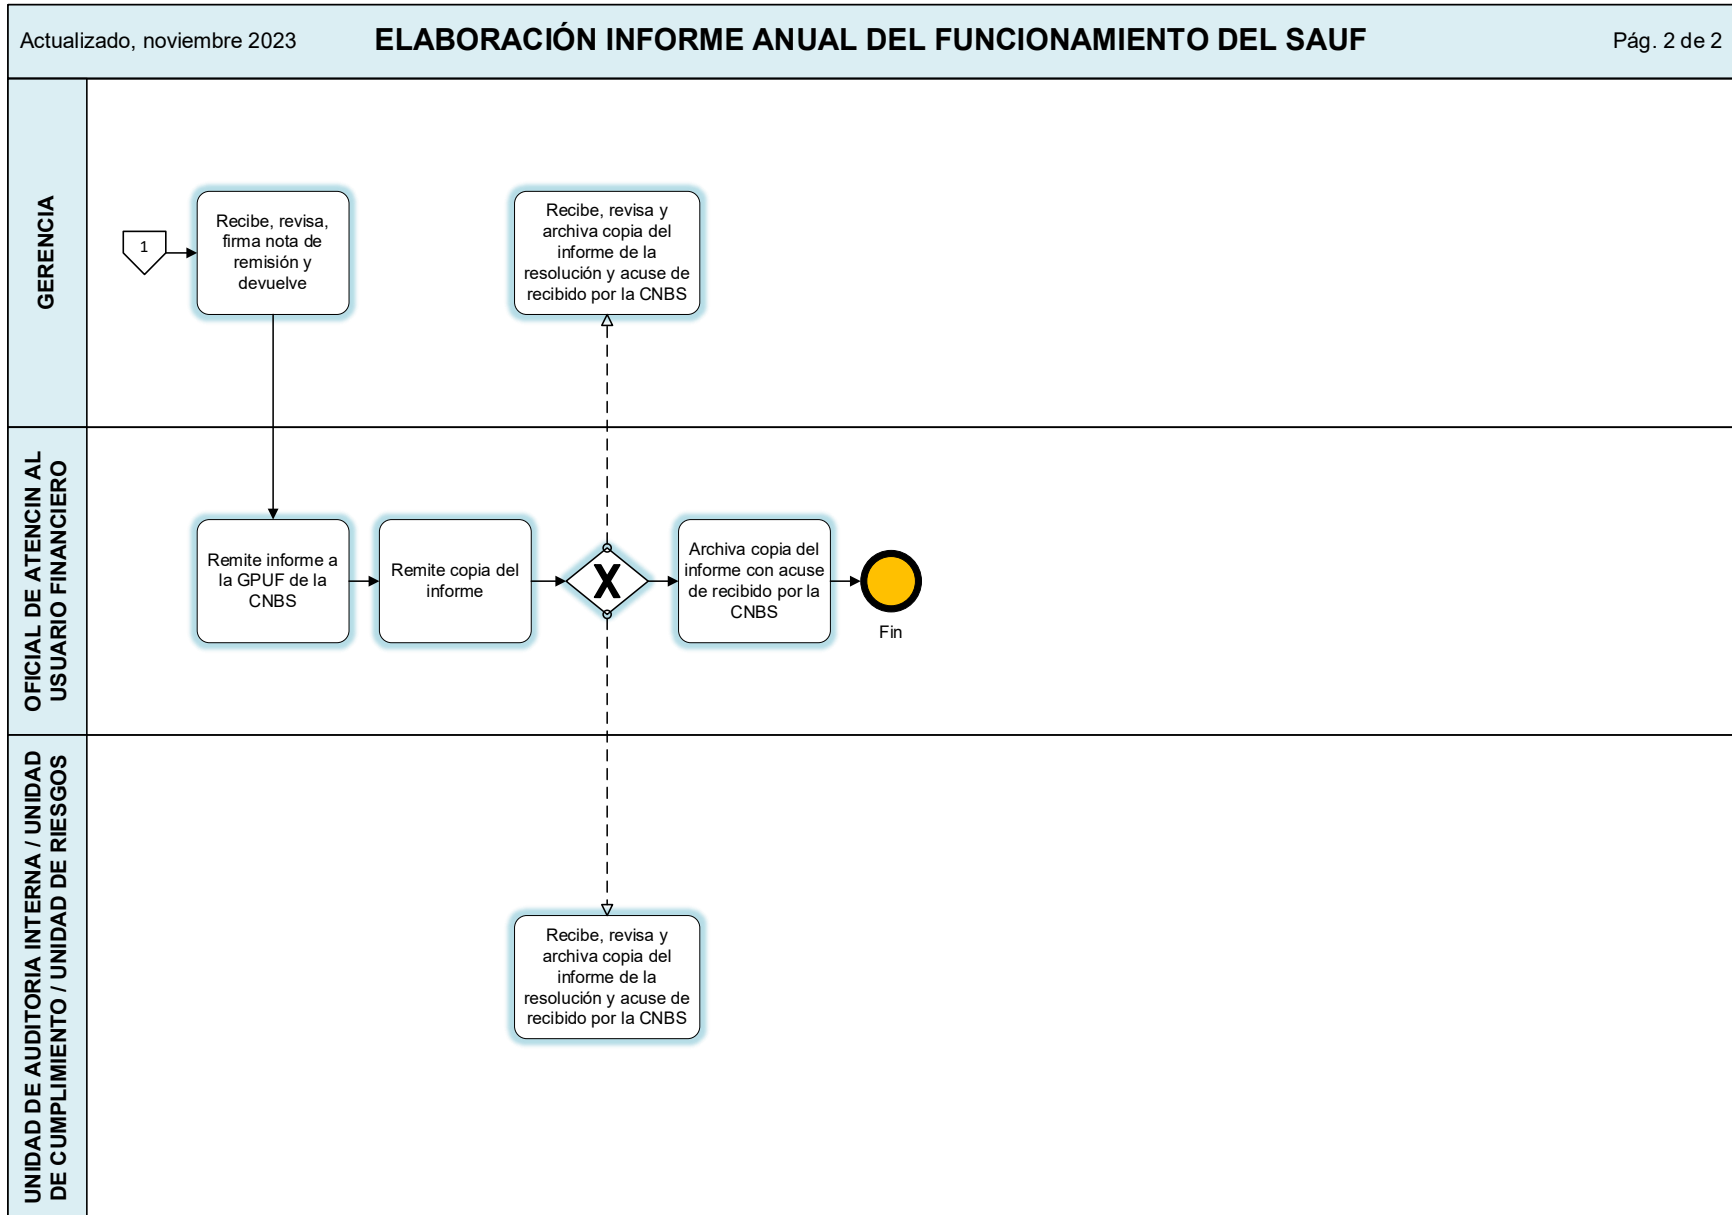 Actualizado, noviembre 2023
ELABORACIÓN INFORME ANUAL DEL FUNCIONAMIENTO DEL SAUF
Pág. 2 de 2
GERENCIA
1
Recibe, revisa,
firma nota de
remisión y
devuelve
Recibe, revisa y
archiva copia del
informe de la
resolución y acuse de
recibido por la CNBS
OFICIAL DE ATENCIN AL
USUARIO FINANCIERO
Remite informe a
la GPUF de la
CNBS
Remite copia del
informe
X
Archiva copia del
informe con acuse
de recibido por la
CNBS
Fin
UNIDAD DE AUDITORIA INTERNA / UNIDAD
DE CUMPLIMIENTO / UNIDAD DE RIESGOS
Recibe, revisa y
archiva copia del
informe de la
resolución y acuse de
recibido por la CNBS